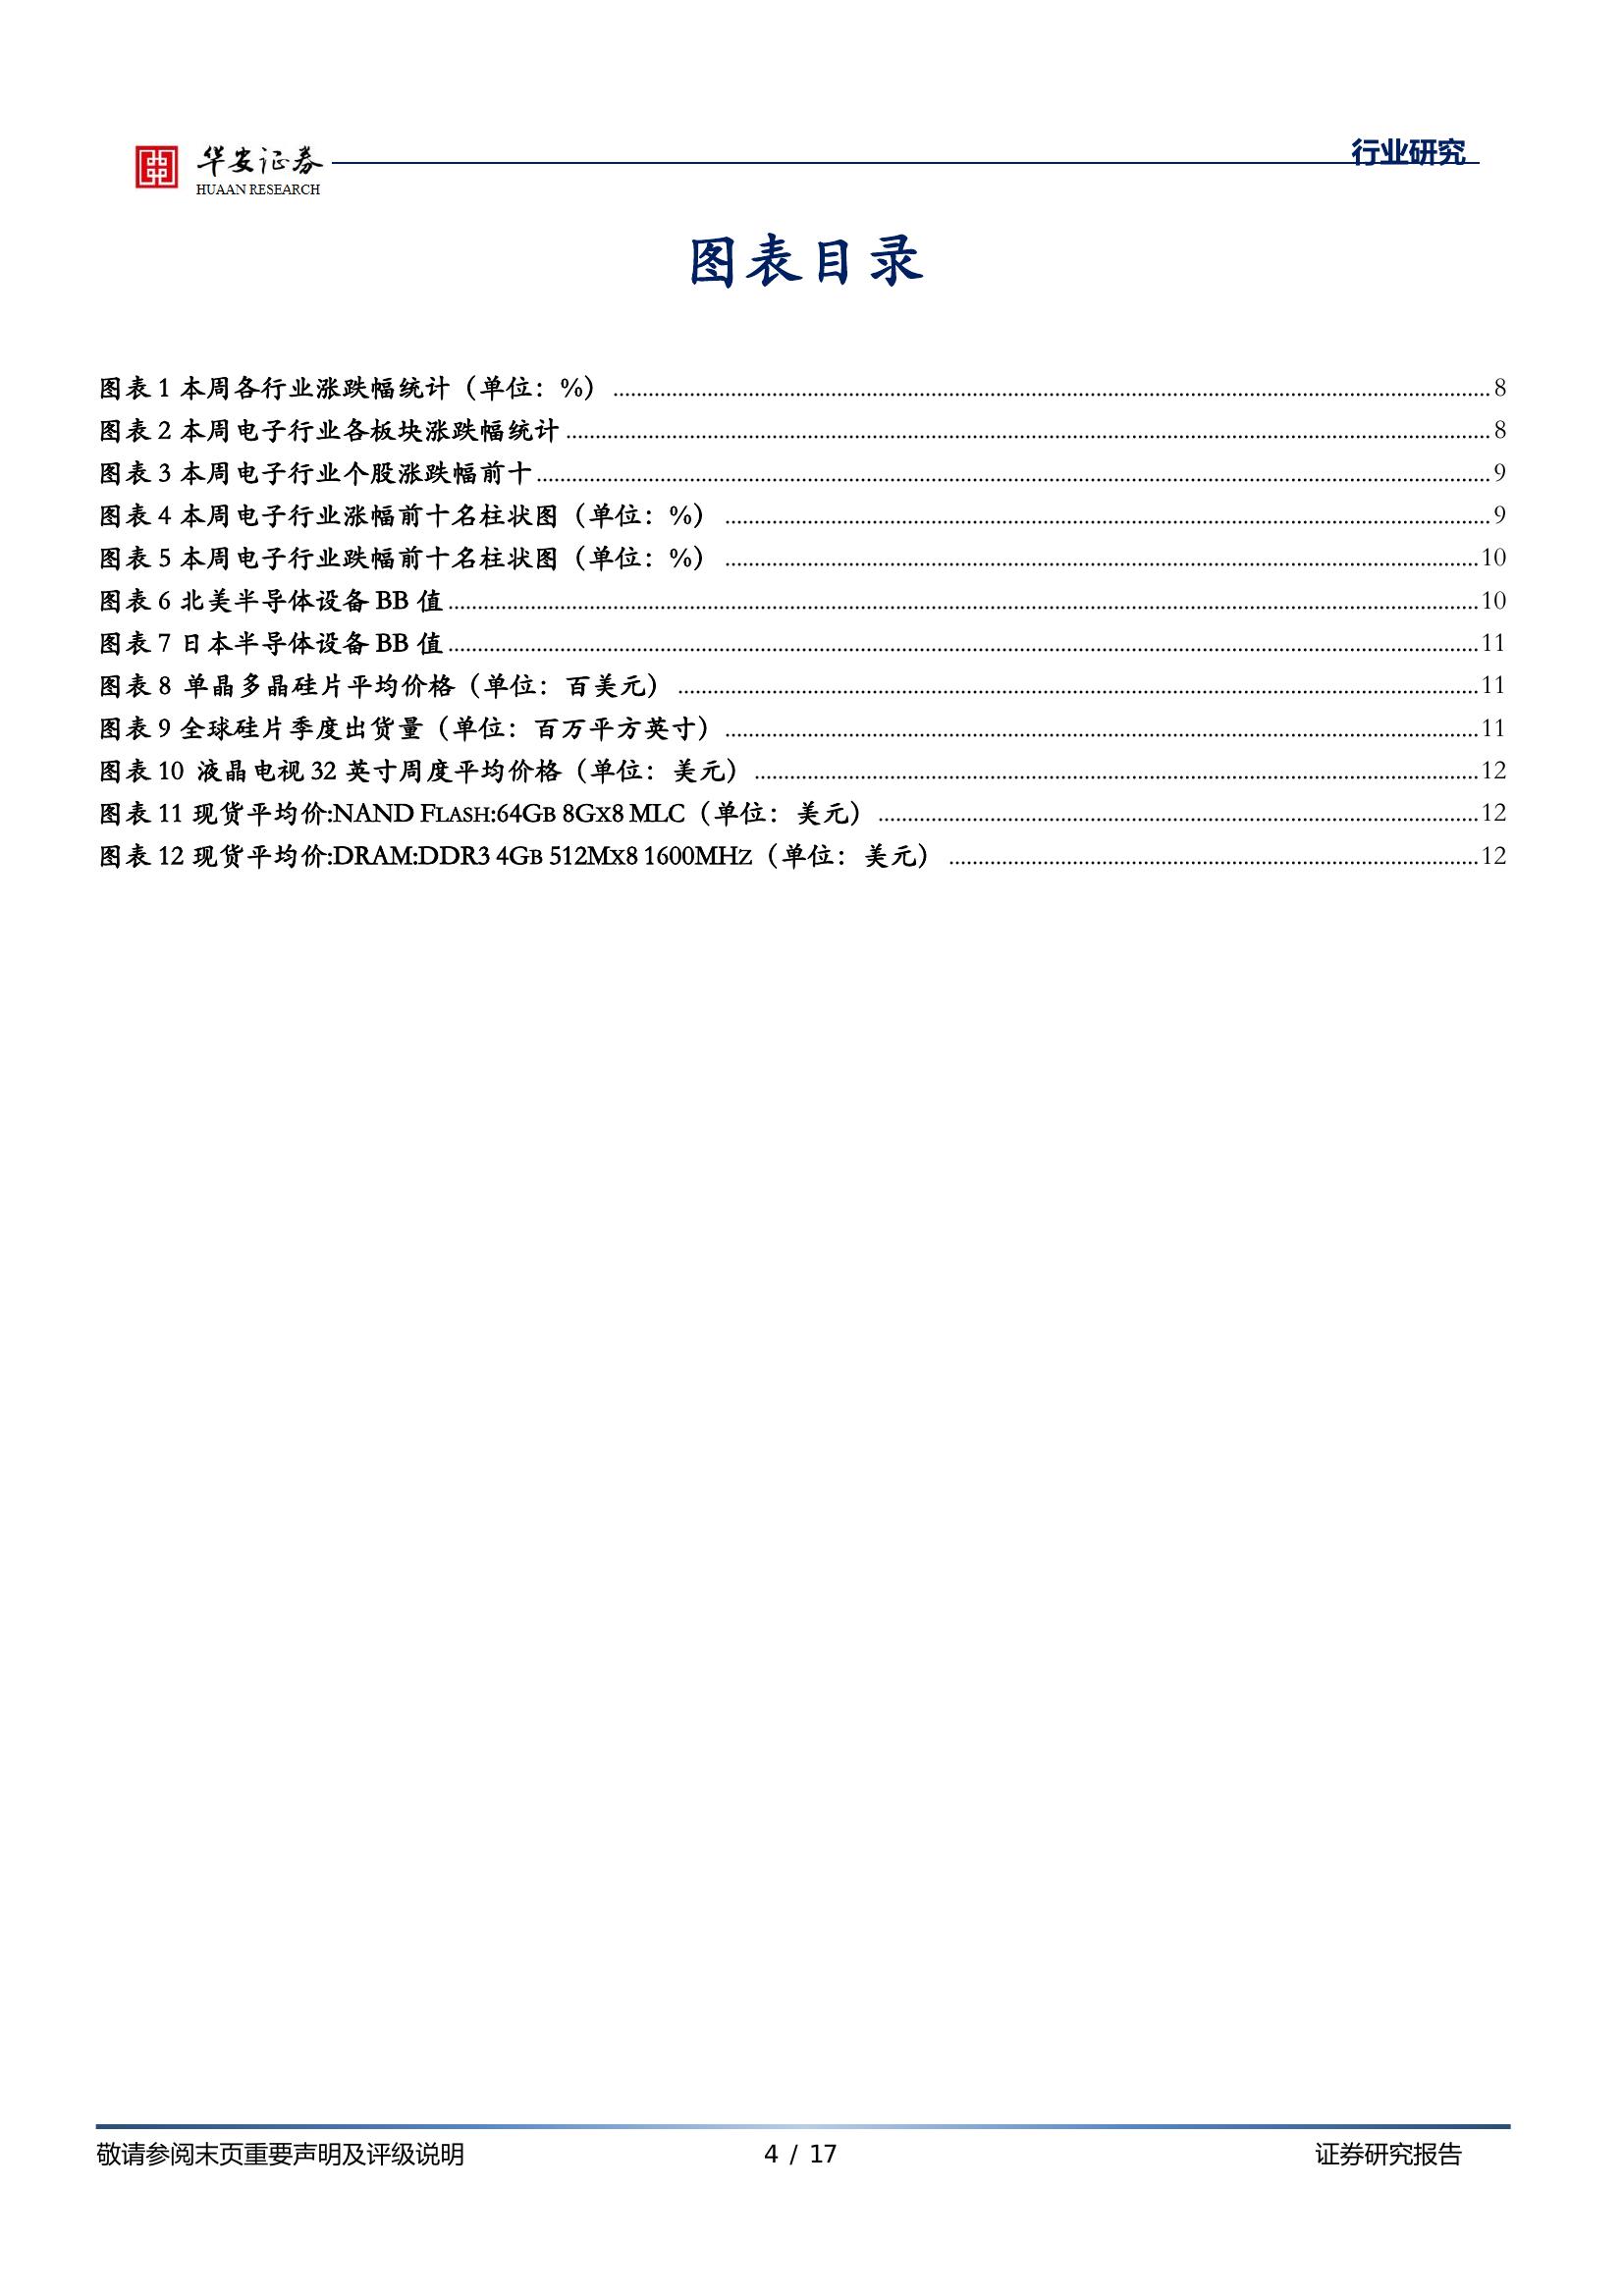 华安证券
HUAAN RESEARCH
行业研究
图表目录
图表 1 本周各行业涨跌幅统计（单位：%）........8
图表 2 本周电子行业各板块涨跌幅统计........8
图表 3 本周电子行业个股涨跌幅前十........9
图表 4 本周电子行业涨幅前十名柱状图（单位：%）........9
图表 5 本周电子行业跌幅前十名柱状图（单位：%）........10
图表 6 北美半导体设备 BB 值........10
图表 7 日本半导体设备 BB 值........11
图表 8 单晶多晶硅片平均价格（单位：百美元）........11
图表 9 全球硅片季度出货量（单位：百万平方英寸）........11
图表 10 液晶电视 32 英寸周度平均价格（单位：美元）........12
图表 11 现货平均价:NAND FLASH:64GB 8GX8 MLC（单位：美元）........12
图表 12 现货平均价:DRAM:DDR3 4GB 512MX8 1600MHZ（单位：美元）........12
敬请参阅末页重要声明及评级说明 4 / 17 证券研究报告